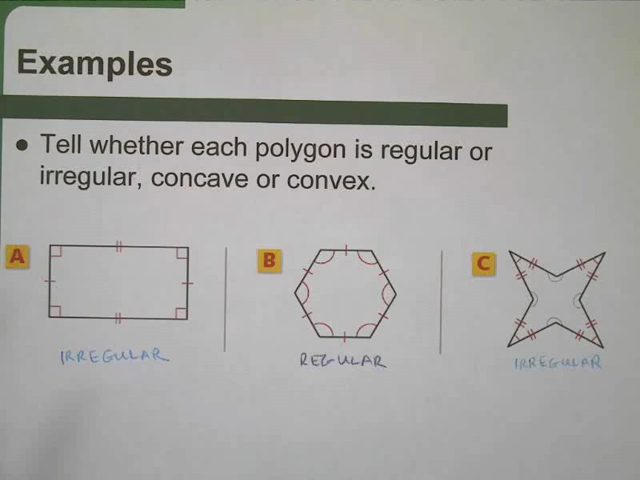 Examples
• Tell whether each polygon is regular or
irregular, concave or convex.
A
B
C
IRREGULAR
REGULAR
IRREGULAR